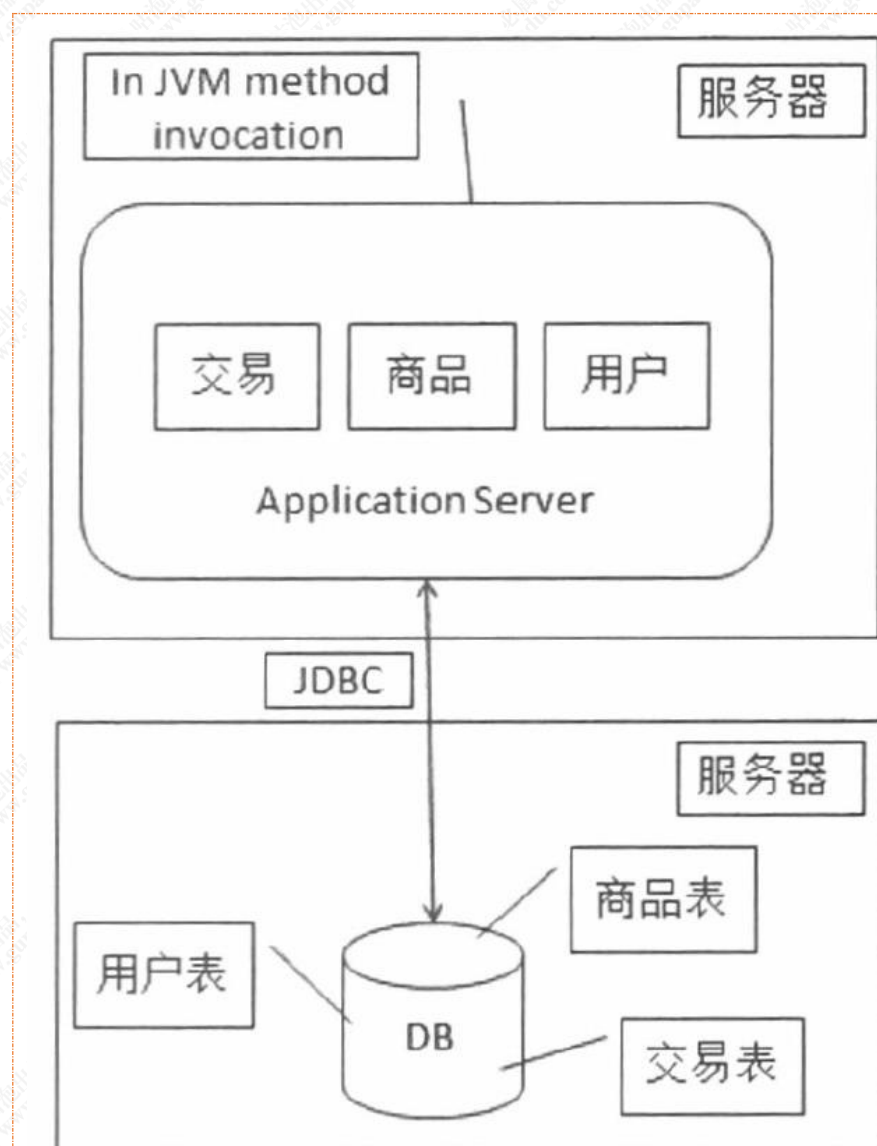 In JVM method
invocation
服务器
交易
商品
用户
Application Server
JDBC
服务器
商品表
用户表
DB
交易表